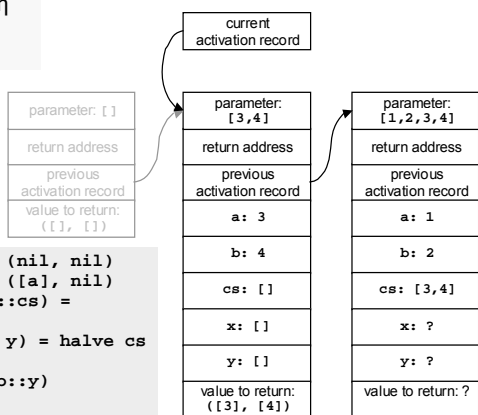 current
activation record
parameter: []
return address
previous
activation record
value to return:
([], [])
(nil, nil)
([a], nil)
::cs) =
y) = halve cs
o::y)
parameter:
[3,4]
return address
previous
activation record
a: 3
b: 4
cs: []
x: []
y: []
value to return:
([3], [4])
parameter:
[1,2,3,4]
return address
previous
activation record
a: 1
b: 2
cs: [3,4]
x: ?
y: ?
value to return: ?